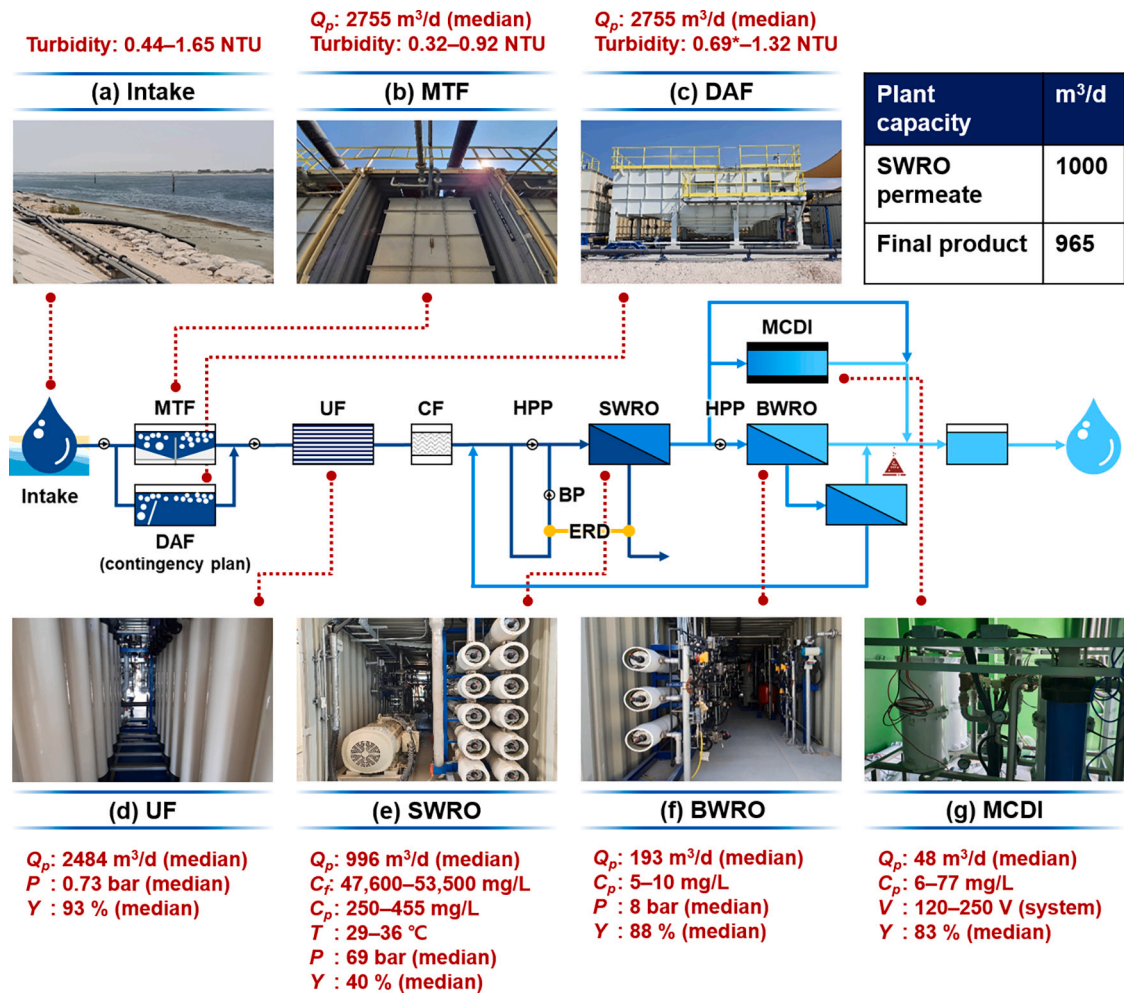 Turbidity: 0.44–1.65 NTU
Qp: 2755 m³/d (median)
Turbidity: 0.32–0.92 NTU
Qp: 2755 m³/d (median)
Turbidity: 0.69*–1.32 NTU
(a) Intake
(b) MTF
(c) DAF
Plant capacity m³/d
SWRO permeate 1000
Final product 965
MCDI
MTF
UF
CF
HPP
SWRO
HPP
BWRO
Intake
BP
ERD
DAF
(contingency plan)
(d) UF
Qp: 2484 m³/d (median)
P : 0.73 bar (median)
Y : 93 % (median)
(e) SWRO
Qp: 996 m³/d (median)
Cf: 47,600–53,500 mg/L
Cp: 250–455 mg/L
T : 29–36 ℃
P : 69 bar (median)
Y : 40 % (median)
(f) BWRO
Qp: 193 m³/d (median)
Cp: 5–10 mg/L
P : 8 bar (median)
Y : 88 % (median)
(g) MCDI
Qp: 48 m³/d (median)
Cp: 6–77 mg/L
V : 120–250 V (system)
Y : 83 % (median)